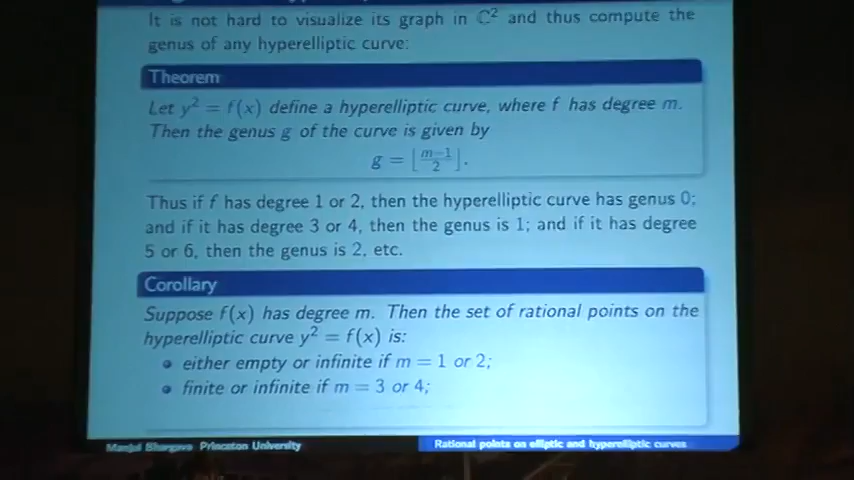 It is not hard to visualize its graph in ℂ² and thus compute the
genus of any hyperelliptic curve:
Theorem
Let y² = f(x) define a hyperelliptic curve, where f has degree m.
Then the genus g of the curve is given by
g = ⌊(m−1)/2⌋.
Thus if f has degree 1 or 2, then the hyperelliptic curve has genus 0;
and if it has degree 3 or 4, then the genus is 1; and if it has degree
5 or 6, then the genus is 2, etc.
Corollary
Suppose f(x) has degree m. Then the set of rational points on the
hyperelliptic curve y² = f(x) is:
• either empty or infinite if m = 1 or 2;
• finite or infinite if m = 3 or 4;
Manjul Bhargava Princeton University
Rational points on elliptic and hyperelliptic curves